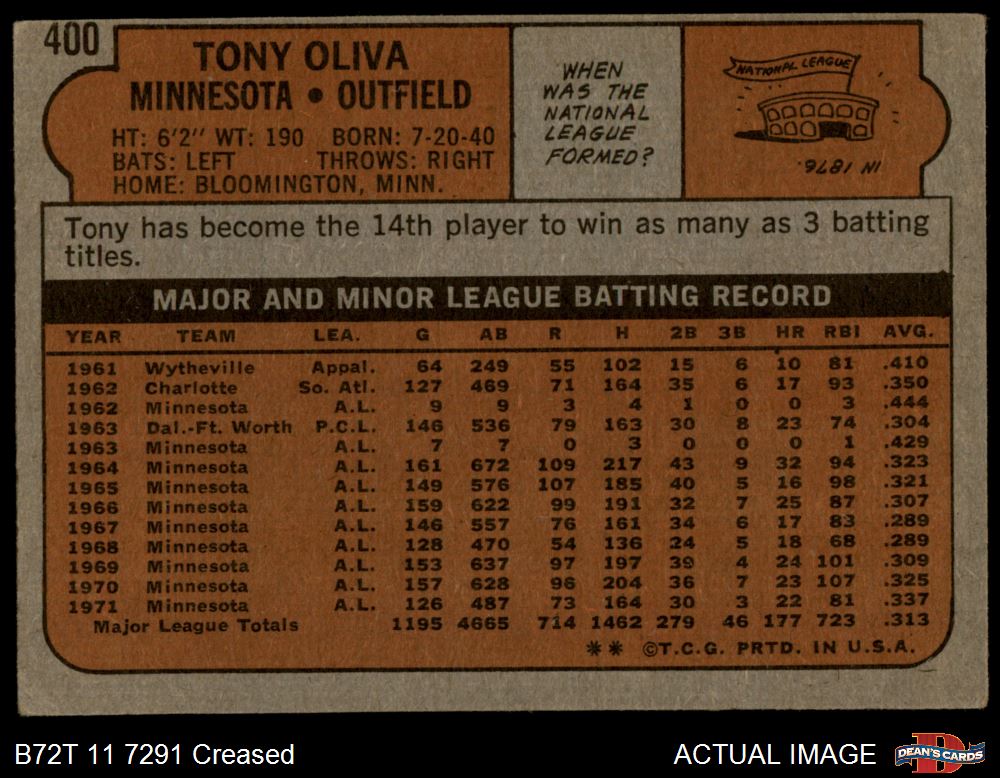 400
TONY OLIVA
MINNESOTA • OUTFIELD
HT: 6'2" WT: 190 BORN: 7-20-40
BATS: LEFT THROWS: RIGHT
HOME: BLOOMINGTON, MINN.
WHEN
WAS THE
NATIONAL
LEAGUE
FORMED?
NATIONAL LEAGUE
IN 1876.
Tony has become the 14th player to win as many as 3 batting
titles.
MAJOR AND MINOR LEAGUE BATTING RECORD
YEAR TEAM LEA. G AB R H 2B 3B HR RBI AVG.
1961 Wytheville Appal. 64 249 55 102 15 6 10 81 .410
1962 Charlotte So. Atl. 127 469 71 164 35 6 17 93 .350
1962 Minnesota A.L. 9 9 3 4 1 0 0 3 .444
1963 Dal.-Ft. Worth P.C.L. 146 536 79 163 30 8 23 74 .304
1963 Minnesota A.L. 7 7 0 3 0 0 0 1 .429
1964 Minnesota A.L. 161 672 109 217 43 9 32 94 .323
1965 Minnesota A.L. 149 576 107 185 40 5 16 98 .321
1966 Minnesota A.L. 159 622 99 191 32 7 25 87 .307
1967 Minnesota A.L. 146 557 76 161 34 6 17 83 .289
1968 Minnesota A.L. 128 470 54 136 24 5 18 68 .289
1969 Minnesota A.L. 153 637 97 197 39 4 24 101 .309
1970 Minnesota A.L. 157 628 96 204 36 7 23 107 .325
1971 Minnesota A.L. 126 487 73 164 30 3 22 81 .337
Major League Totals 1195 4665 714 1462 279 46 177 723 .313
** ©T.C.G. PRTD. IN U.S.A.
B72T 11 7291 Creased
ACTUAL IMAGE
DEAN'S CARDS